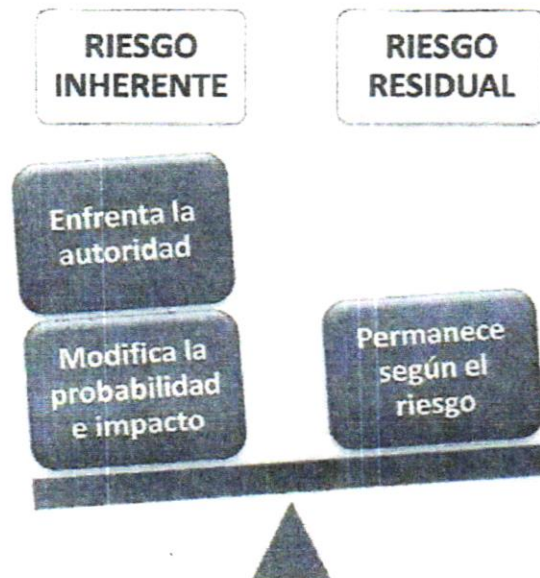 RIESGO
INHERENTE
RIESGO
RESIDUAL
Enfrenta la
autoridad
Modifica la
probabilidad
e impacto
Permanece
según el
riesgo